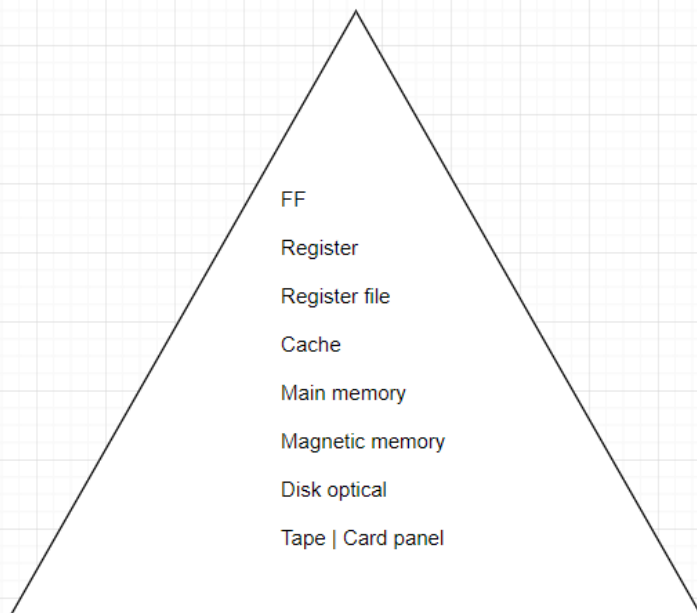 FF
Register
Register file
Cache
Main memory
Magnetic memory
Disk optical
Tape | Card panel